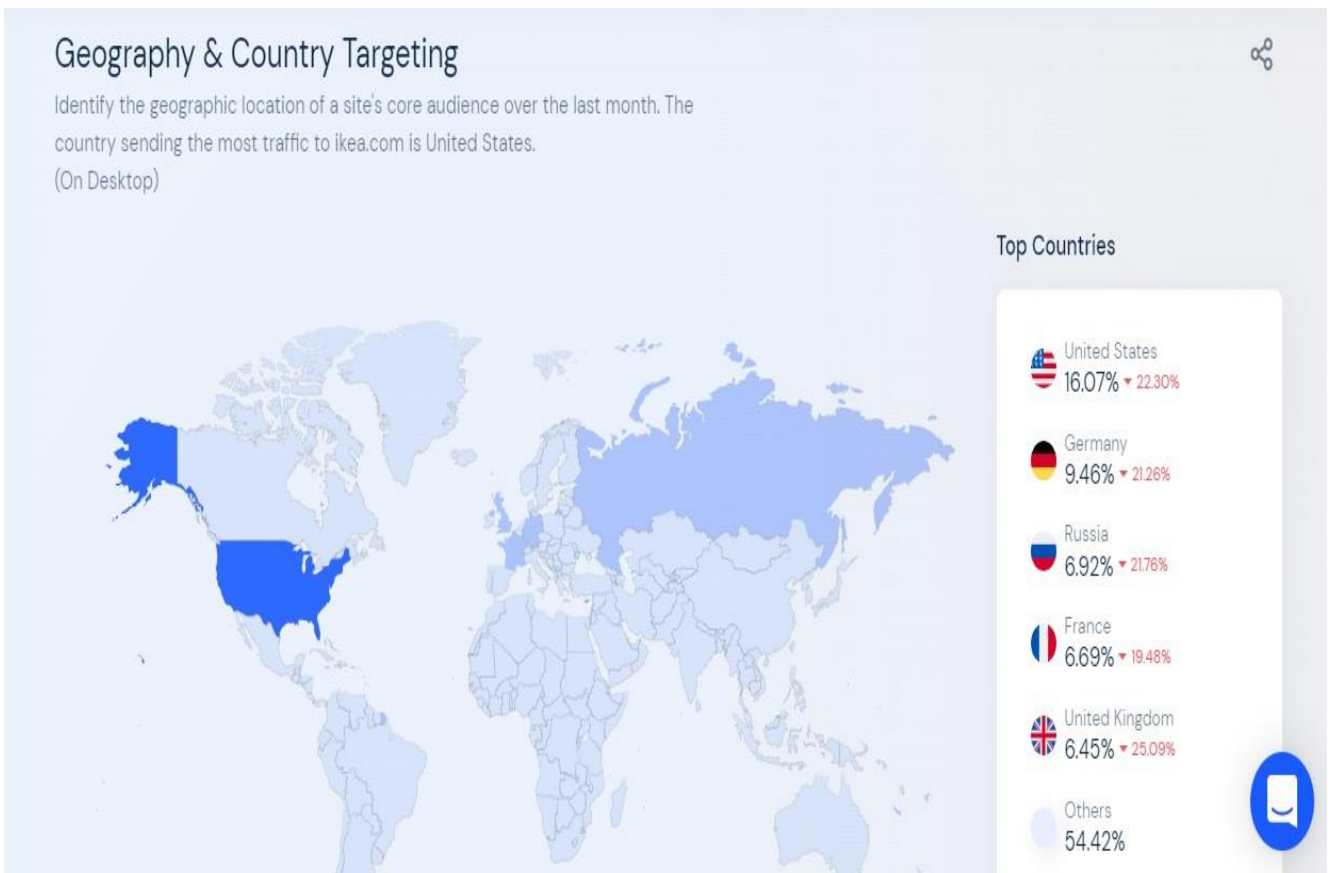 Geography & Country Targeting
Identify the geographic location of a site's core audience over the last month. The
country sending the most traffic to ikea.com is United States.
(On Desktop)
Top Countries
United States
16.07% ▼ 22.30%
Germany
9.46% ▼ 21.26%
Russia
6.92% ▼ 21.76%
France
6.69% ▼ 19.48%
United Kingdom
6.45% ▼ 25.09%
Others
54.42%